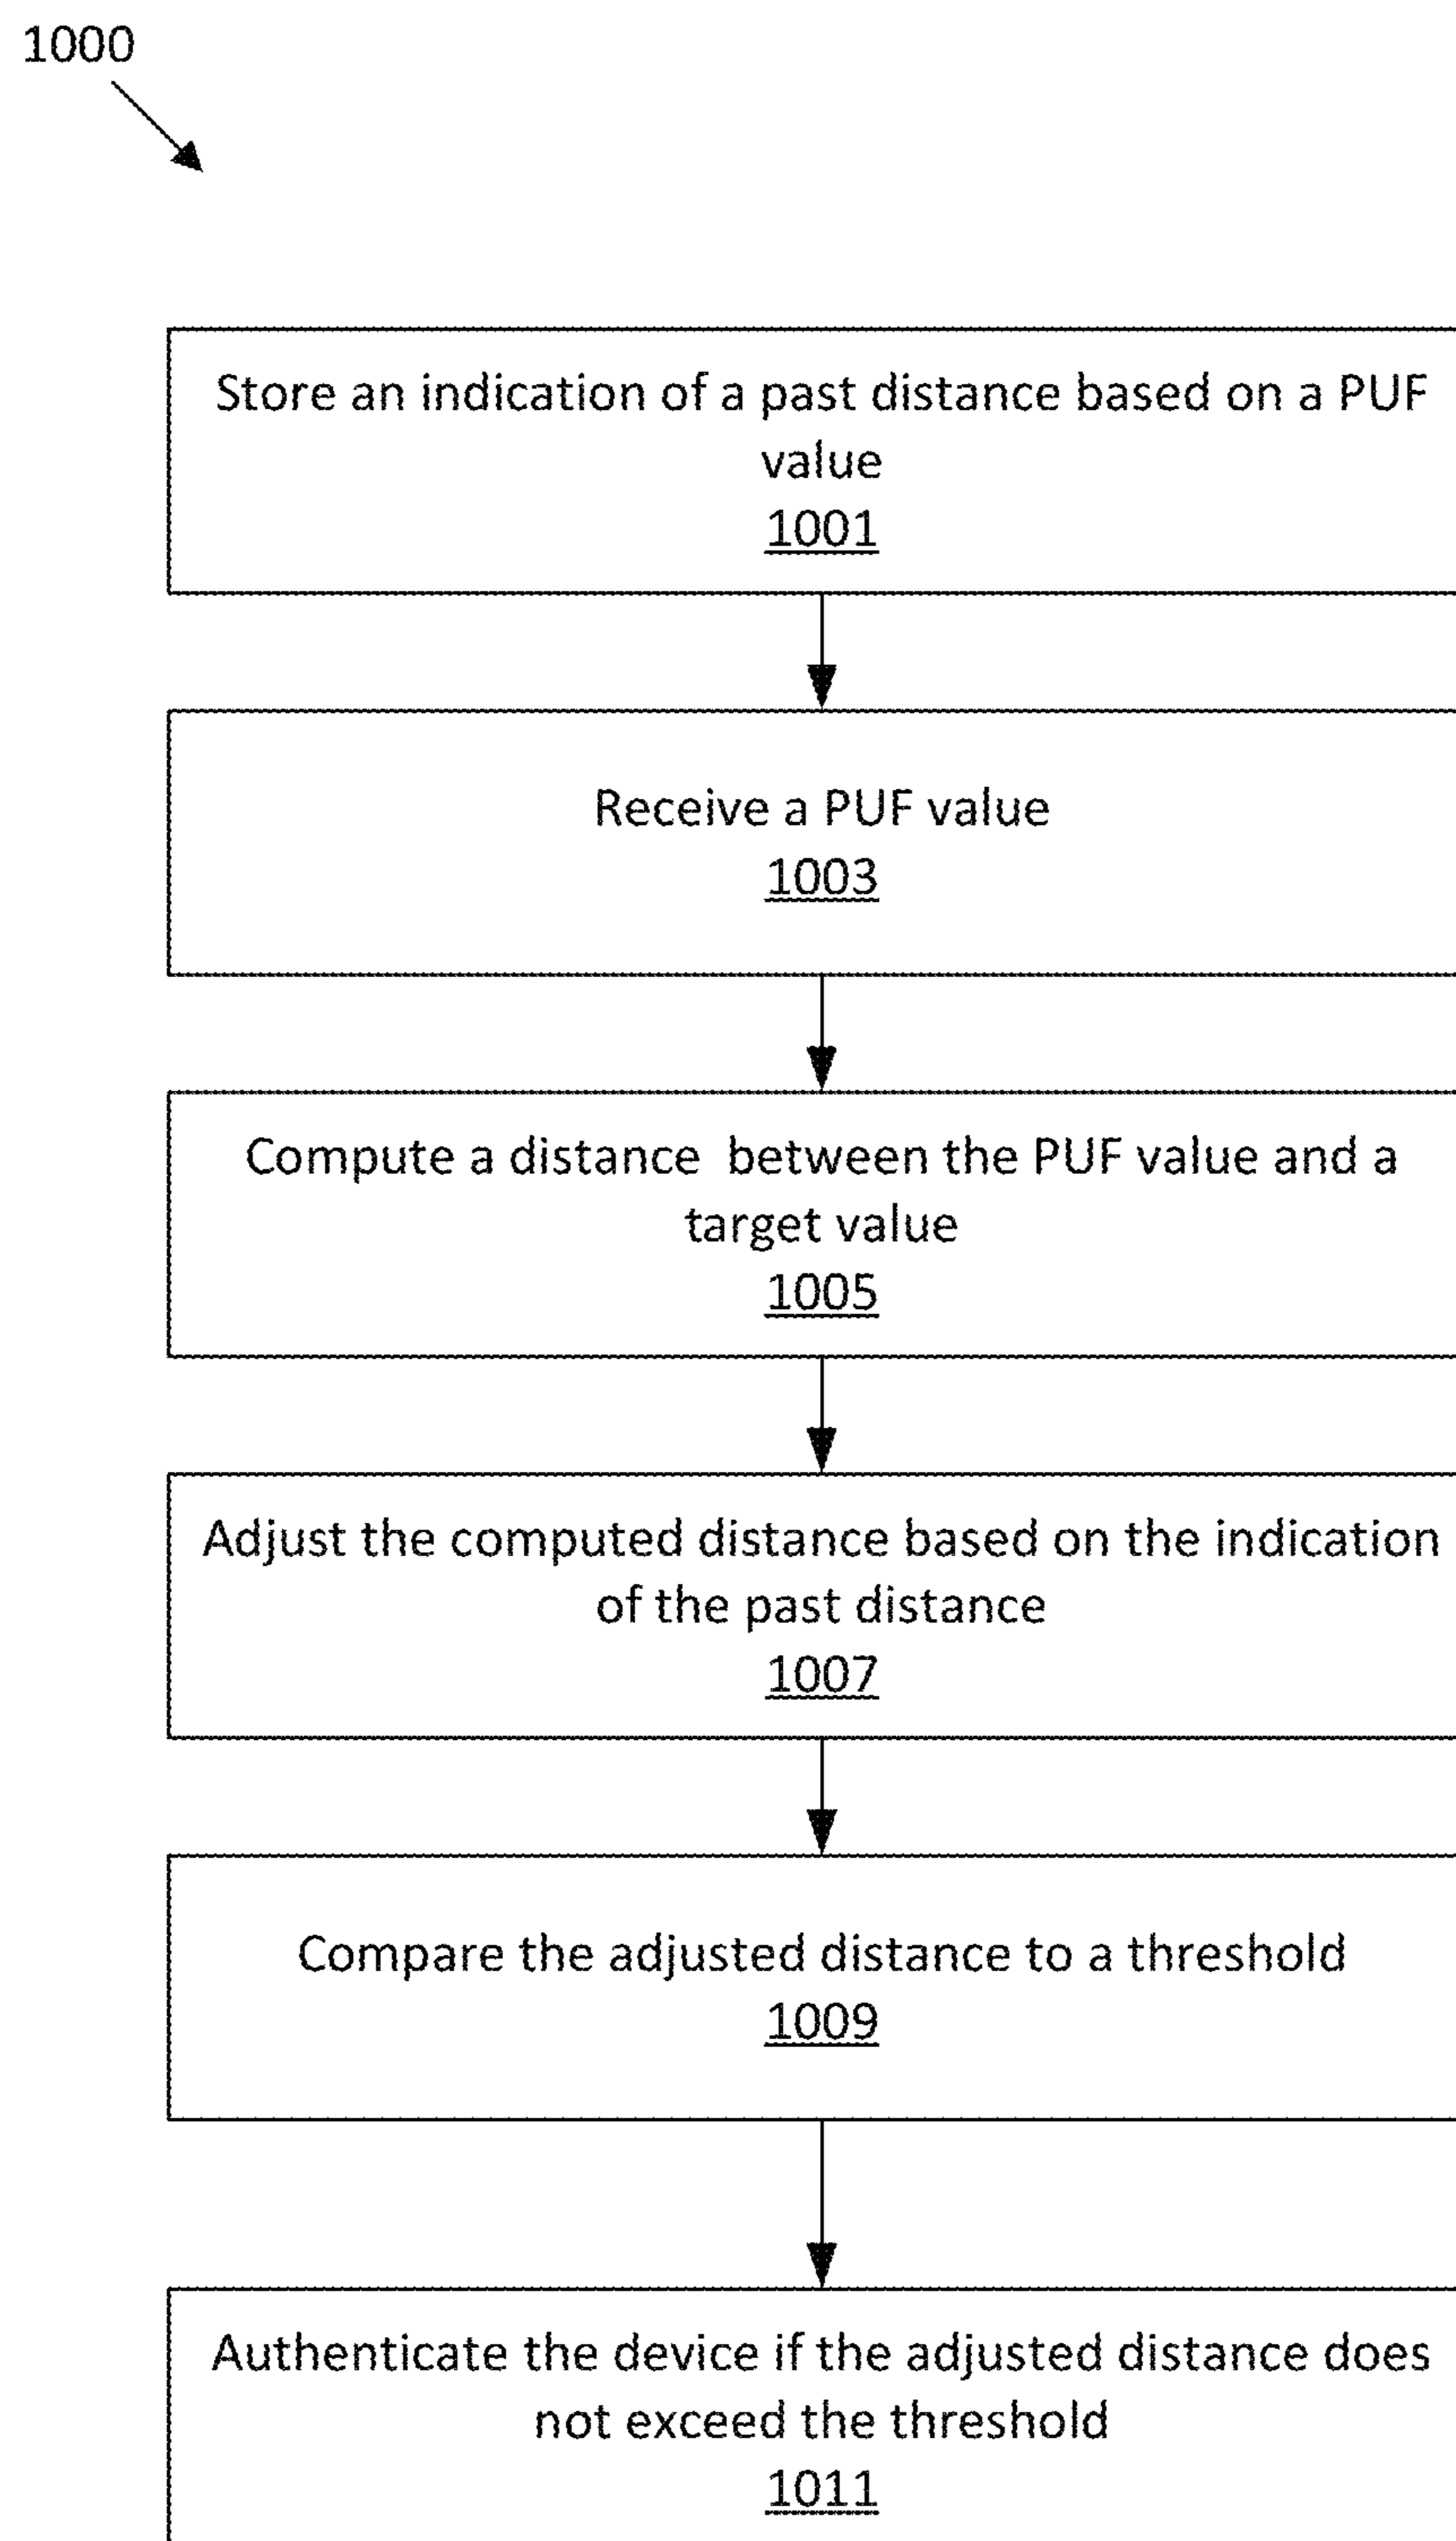 1000
Store an indication of a past distance based on a PUF
value
1001
Receive a PUF value
1003
Compute a distance between the PUF value and a
target value
1005
Adjust the computed distance based on the indication
of the past distance
1007
Compare the adjusted distance to a threshold
1009
Authenticate the device if the adjusted distance does
not exceed the threshold
1011